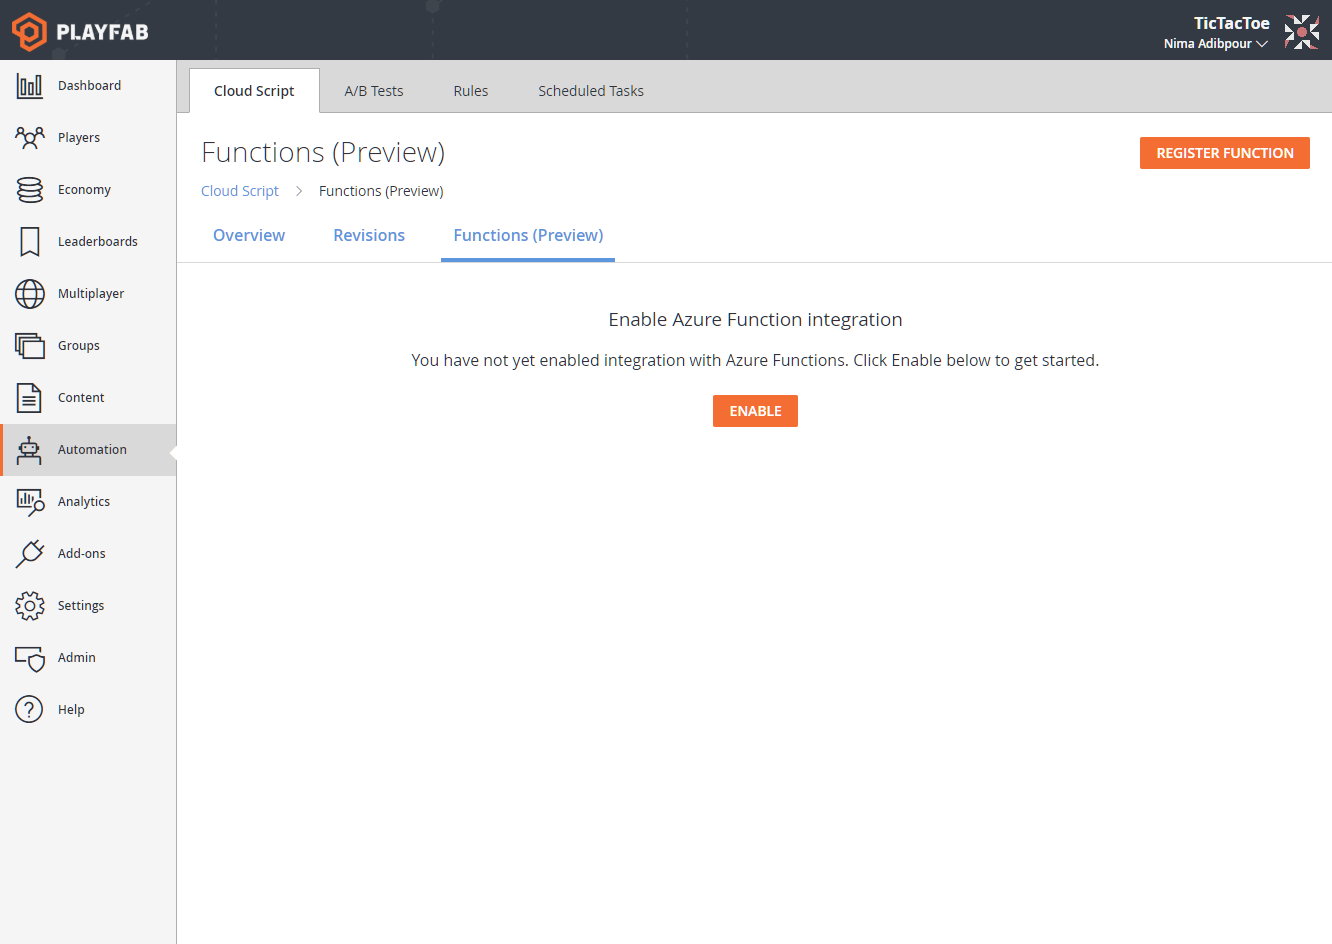 PLAYFAB
TicTacToe
Nima Adibpour
Dashboard
Players
Economy
Leaderboards
Multiplayer
Groups
Content
Automation
Analytics
Add-ons
Settings
Admin
Help
Cloud Script
A/B Tests
Rules
Scheduled Tasks
Functions (Preview)
REGISTER FUNCTION
Cloud Script > Functions (Preview)
Overview
Revisions
Functions (Preview)
Enable Azure Function integration
You have not yet enabled integration with Azure Functions. Click Enable below to get started.
ENABLE